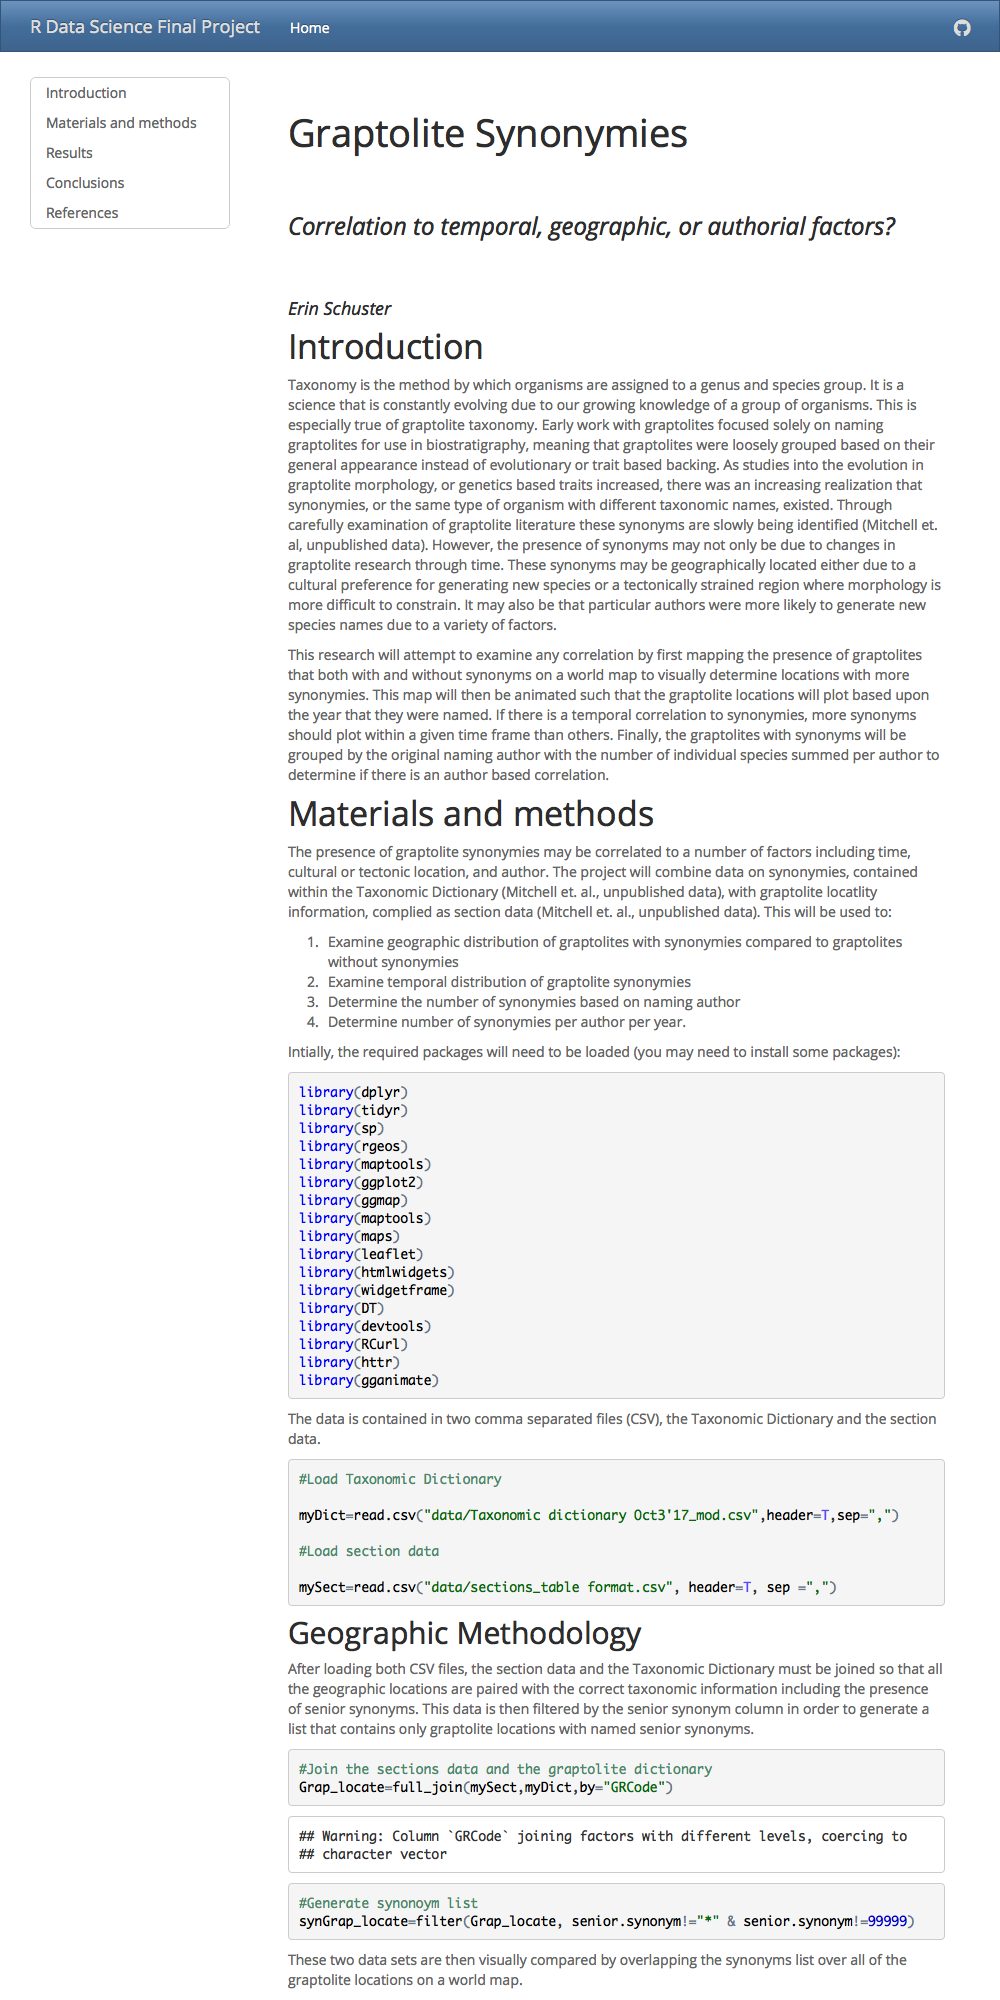 R Data Science Final Project Home
Introduction
Materials and methods
Results
Conclusions
References
Graptolite Synonymies
Correlation to temporal, geographic, or authorial factors?
Erin Schuster
Introduction
Taxonomy is the method by which organisms are assigned to a genus and species group. It is a
science that is constantly evolving due to our growing knowledge of a group of organisms. This is
especially true of graptolite taxonomy. Early work with graptolites focused solely on naming
graptolites for use in biostratigraphy, meaning that graptolites were loosely grouped based on their
general appearance instead of evolutionary or trait based backing. As studies into the evolution in
graptolite morphology, or genetics based traits increased, there was an increasing realization that
synonymies, or the same type of organism with different taxonomic names, existed. Through
carefully examination of graptolite literature these synonyms are slowly being identified (Mitchell et.
al, unpublished data). However, the presence of synonyms may not only be due to changes in
graptolite research through time. These synonyms may be geographically located either due to a
cultural preference for generating new species or a tectonically strained region where morphology is
more difficult to constrain. It may also be that particular authors were more likely to generate new
species names due to a variety of factors.
This research will attempt to examine any correlation by first mapping the presence of graptolites
that both with and without synonyms on a world map to visually determine locations with more
synonymies. This map will then be animated such that the graptolite locations will plot based upon
the year that they were named. If there is a temporal correlation to synonymies, more synonyms
should plot within a given time frame than others. Finally, the graptolites with synonyms will be
grouped by the original naming author with the number of individual species summed per author to
determine if there is an author based correlation.
Materials and methods
The presence of graptolite synonymies may be correlated to a number of factors including time,
cultural or tectonic location, and author. The project will combine data on synonymies, contained
within the Taxonomic Dictionary (Mitchell et. al., unpublished data), with graptolite locatlity
information, complied as section data (Mitchell et. al., unpublished data). This will be used to:
1. Examine geographic distribution of graptolites with synonymies compared to graptolites
without synonymies
2. Examine temporal distribution of graptolite synonymies
3. Determine the number of synonymies based on naming author
4. Determine number of synonymies per author per year.
Intially, the required packages will need to be loaded (you may need to install some packages):
library(dplyr)
library(tidyr)
library(sp)
library(rgeos)
library(maptools)
library(ggplot2)
library(ggmap)
library(maptools)
library(maps)
library(leaflet)
library(htmlwidgets)
library(widgetframe)
library(DT)
library(devtools)
library(RCurl)
library(httr)
library(gganimate)
The data is contained in two comma separated files (CSV), the Taxonomic Dictionary and the section
data.
#Load Taxonomic Dictionary
myDict=read.csv("data/Taxonomic dictionary Oct3'17_mod.csv",header=T,sep=",")
#Load section data
mySect=read.csv("data/sections_table format.csv", header=T, sep =",")
Geographic Methodology
After loading both CSV files, the section data and the Taxonomic Dictionary must be joined so that all
the geographic locations are paired with the correct taxonomic information including the presence
of senior synonyms. This data is then filtered by the senior synonym column in order to generate a
list that contains only graptolite locations with named senior synonyms.
#Join the sections data and the graptolite dictionary
Grap_locate=full_join(mySect,myDict,by="GRCode")
## Warning: Column `GRCode` joining factors with different levels, coercing to
## character vector
#Generate synonoym list
synGrap_locate=filter(Grap_locate, senior.synonym!="*" & senior.synonym!=99999)
These two data sets are then visually compared by overlapping the synonyms list over all of the
graptolite locations on a world map.